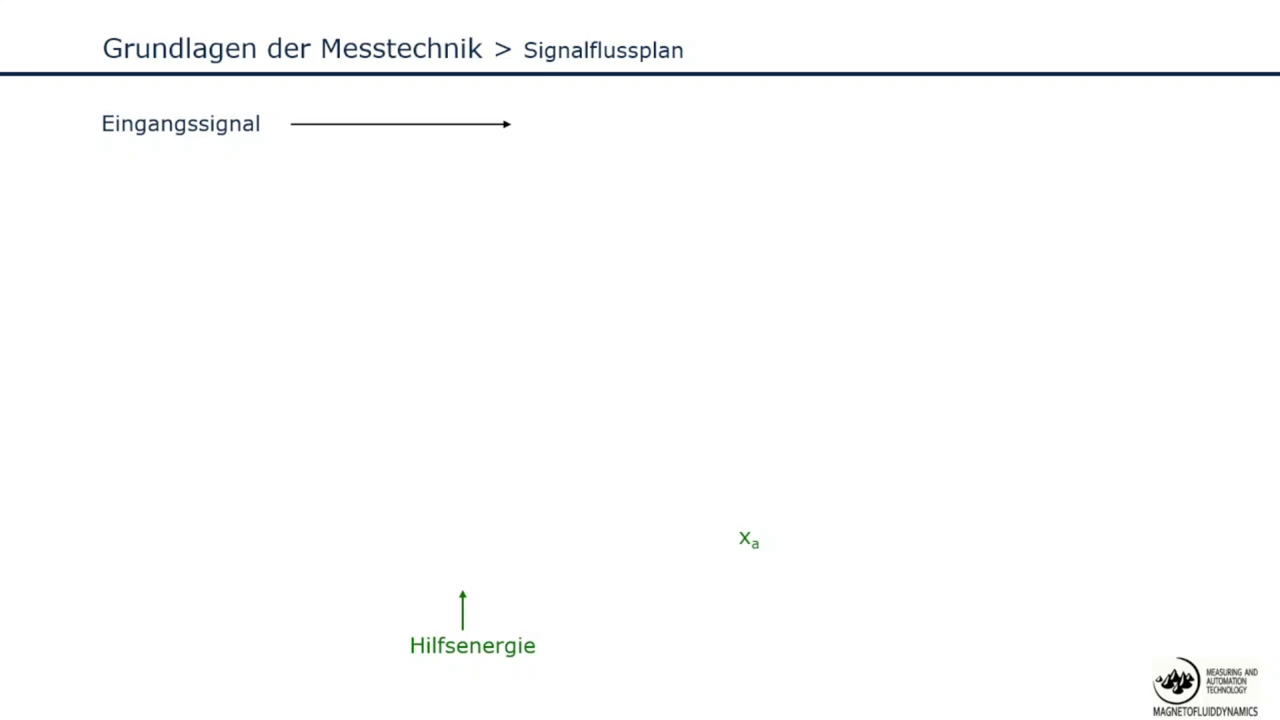 Grundlagen der Messtechnik > Signalflussplan
Eingangssignal
xₐ
Hilfsenergie
MEASURING AND
AUTOMATION
TECHNOLOGY
MAGNETOFLUIDDYNAMICS